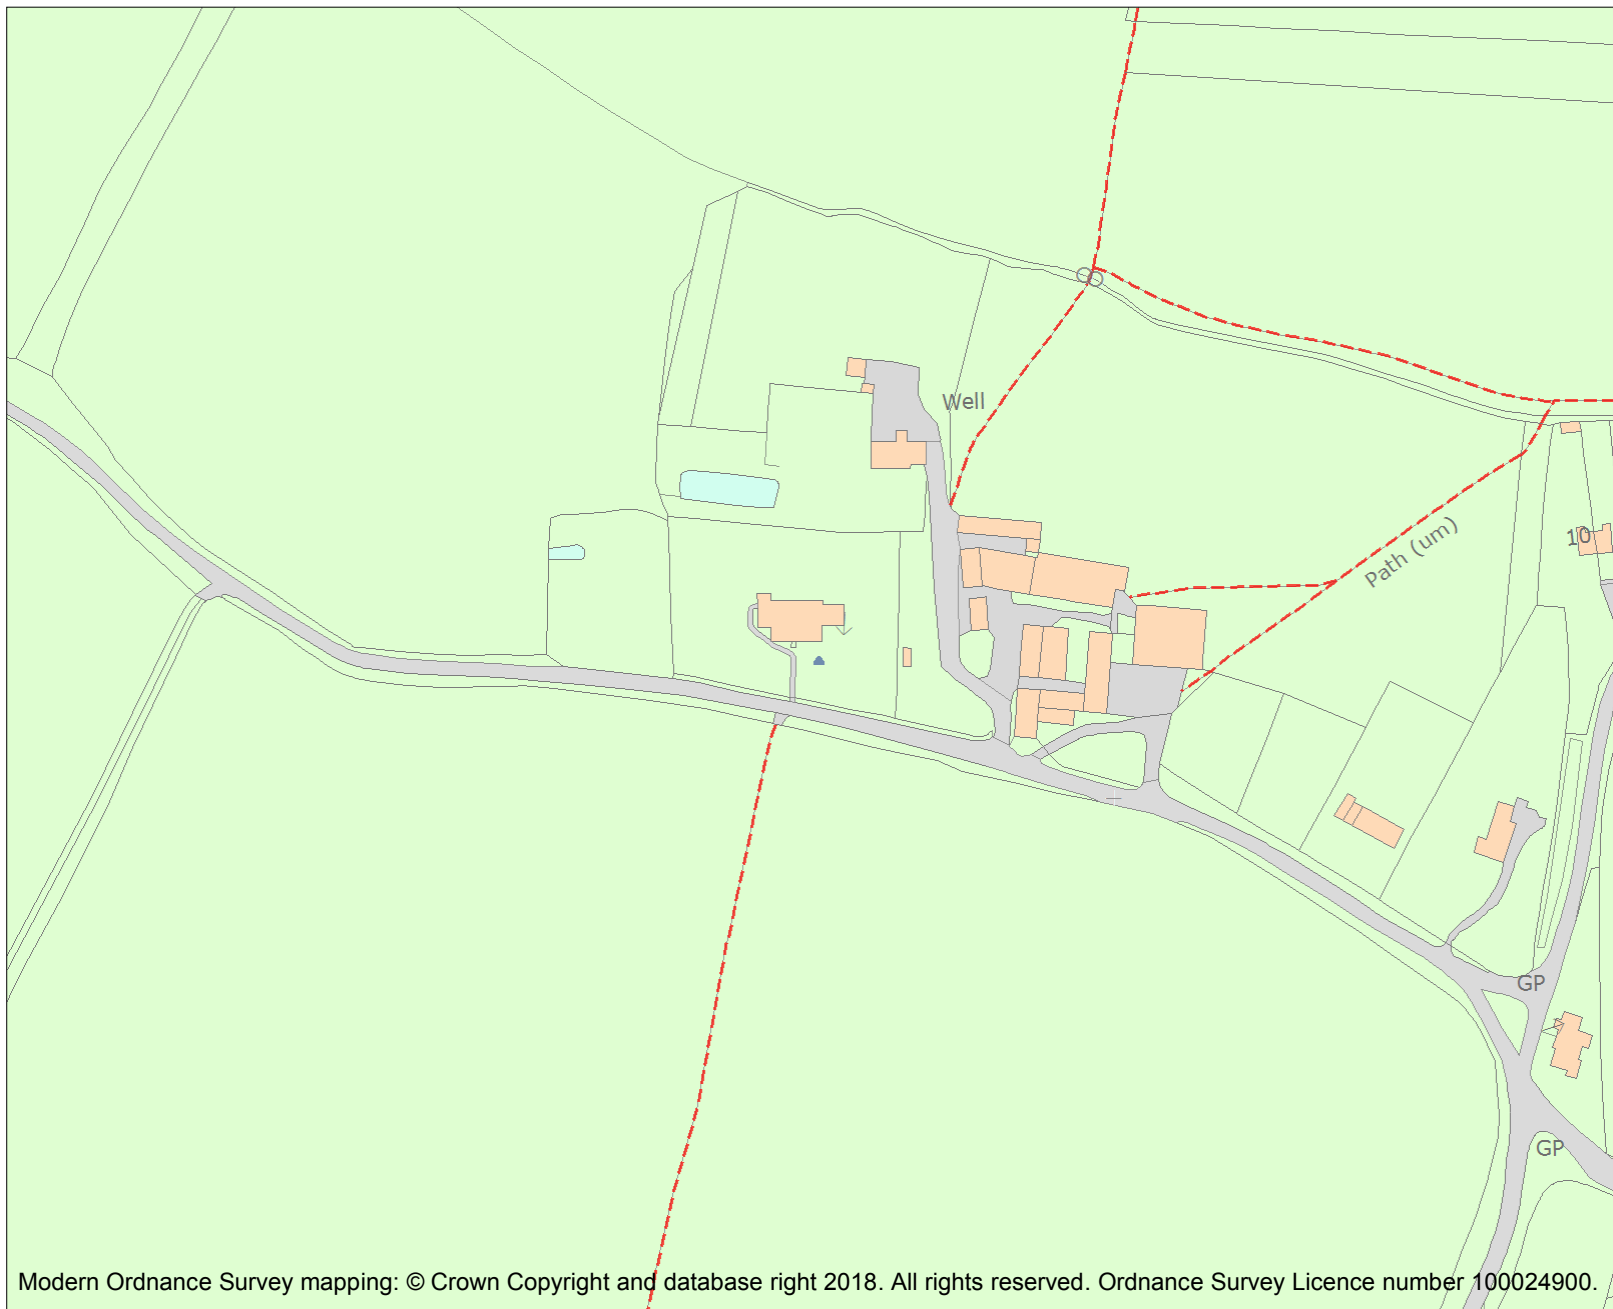 Well
Path (um)
10
GP
GP
Modern Ordnance Survey mapping: © Crown Copyright and database right 2018. All rights reserved. Ordnance Survey Licence number 100024900.